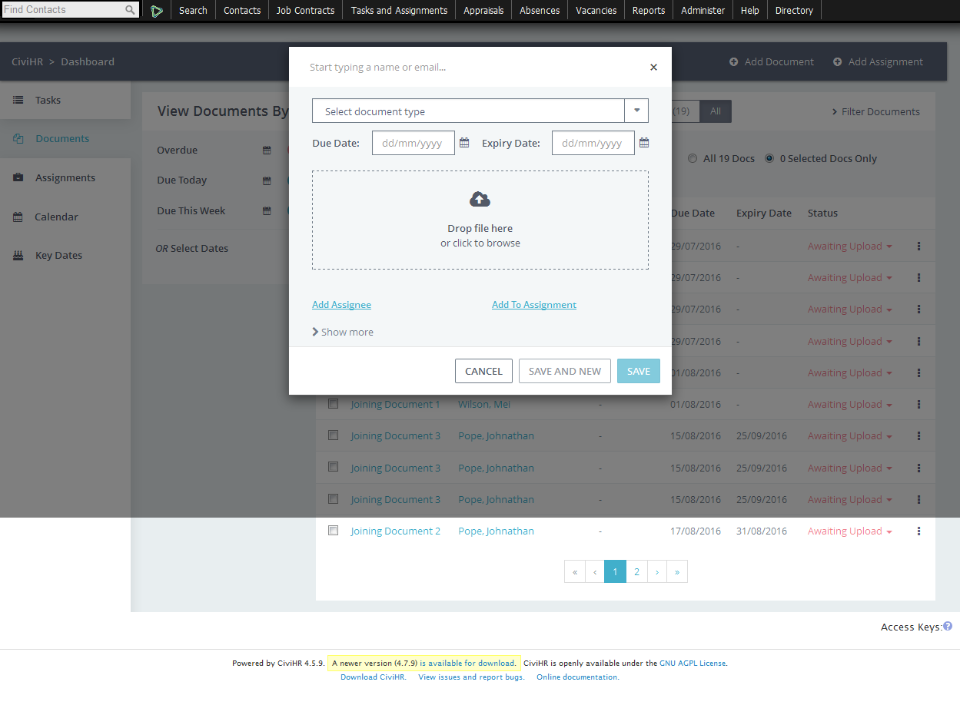 Find Contacts Search Contacts Job Contracts Tasks and Assignments Appraisals Absences Vacancies Reports Administer Help Directory
CiviHR > Dashboard
Add Document Add Assignment
Start typing a name or email...
×
Tasks
Documents
Assignments
Calendar
Key Dates
View Documents By
Overdue
Due Today
Due This Week
OR Select Dates
Select document type
Due Date: dd/mm/yyyy Expiry Date: dd/mm/yyyy
Drop file here
or click to browse
Add Assignee Add To Assignment
Show more
CANCEL SAVE AND NEW SAVE
(19) All > Filter Documents
All 19 Docs 0 Selected Docs Only
Due Date Expiry Date Status
29/07/2016 - Awaiting Upload
29/07/2016 - Awaiting Upload
29/07/2016 - Awaiting Upload
29/07/2016 - Awaiting Upload
01/08/2016 - Awaiting Upload
Joining Document 1 Wilson, Mei - 01/08/2016 - Awaiting Upload
Joining Document 3 Pope, Johnathan - 15/08/2016 25/09/2016 Awaiting Upload
Joining Document 3 Pope, Johnathan - 15/08/2016 25/09/2016 Awaiting Upload
Joining Document 3 Pope, Johnathan - 15/08/2016 25/09/2016 Awaiting Upload
Joining Document 2 Pope, Johnathan - 17/08/2016 31/08/2016 Awaiting Upload
« ‹ 1 2 › »
Access Keys:?
Powered by CiviHR 4.5.9. A newer version (4.7.9) is available for download. CiviHR is openly available under the GNU AGPL License.
Download CiviHR. View issues and report bugs. Online documentation.